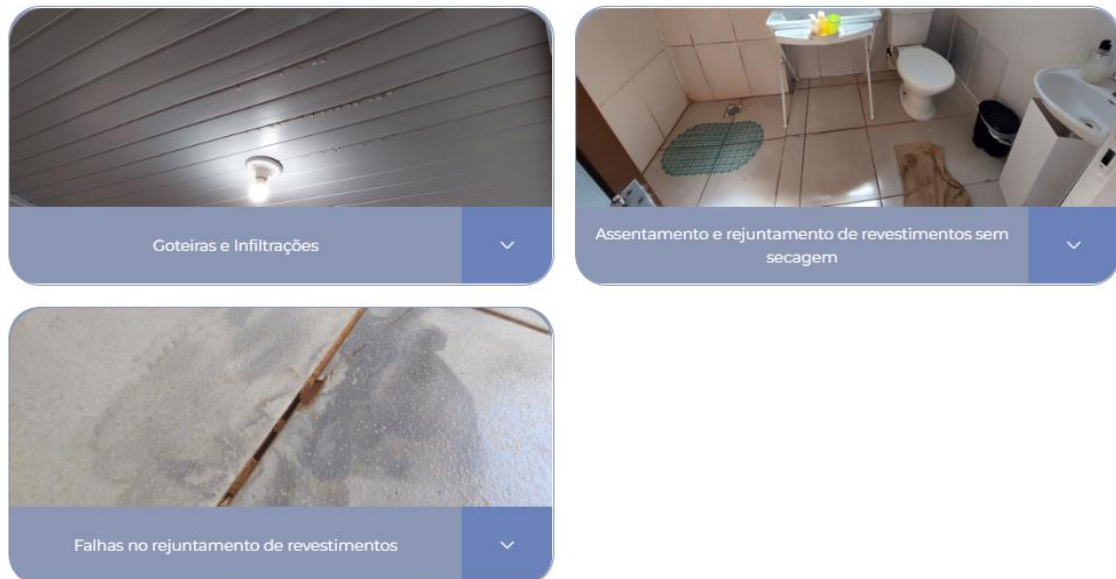 Goteiras e Infiltrações
Assentamento e rejuntamento de revestimentos sem
secagem
Falhas no rejuntamento de revestimentos